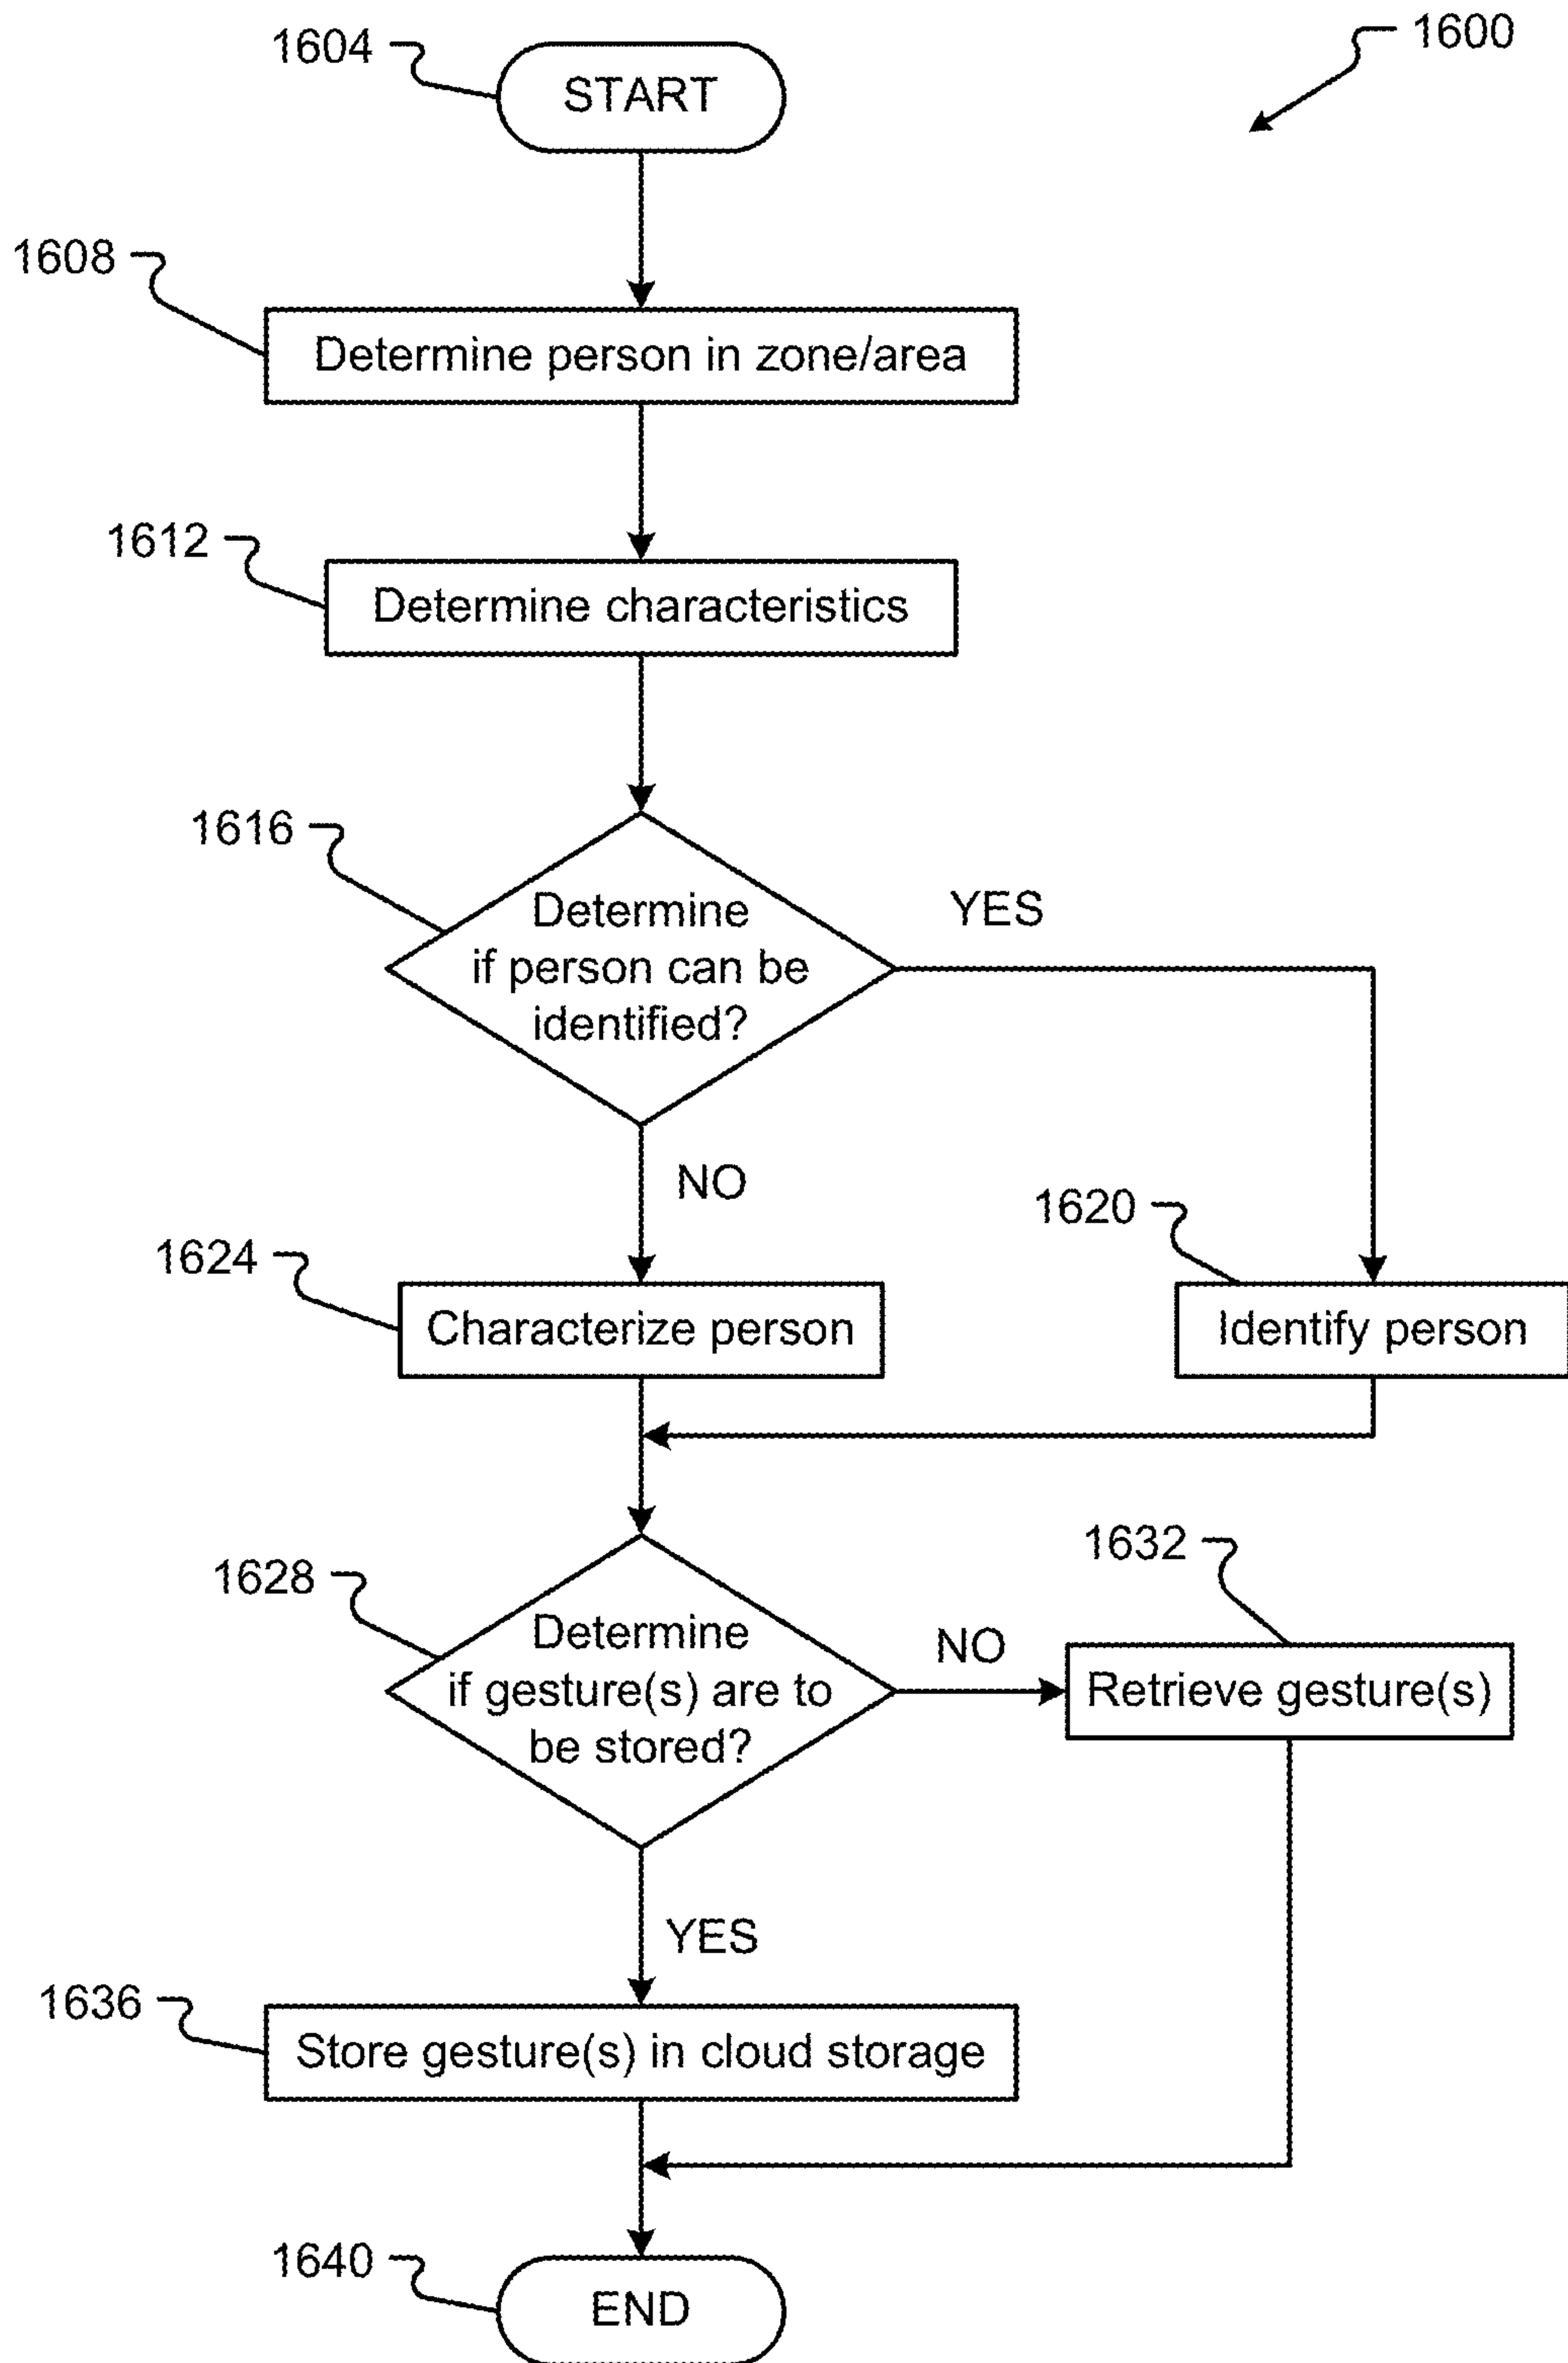 1600
1604
START
1608
Determine person in zone/area
1612
Determine characteristics
1616
Determine
if person can be
identified?
YES
NO
1620
1624
Characterize person
Identify person
1628
1632
Determine
if gesture(s) are to
be stored?
NO
Retrieve gesture(s)
YES
1636
Store gesture(s) in cloud storage
1640
END